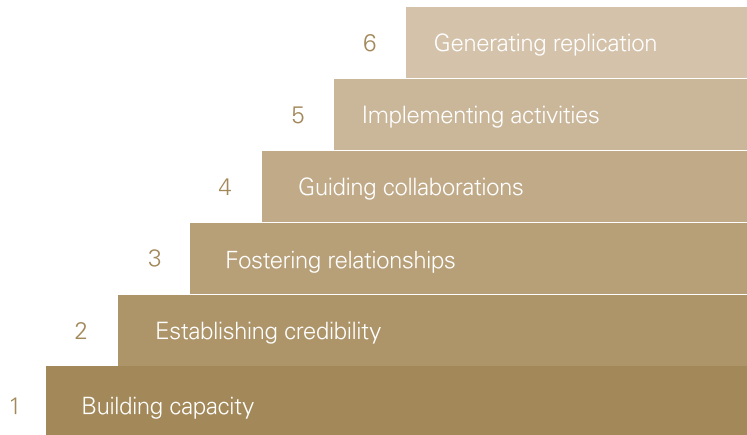 6 Generating replication
5 Implementing activities
4 Guiding collaborations
3 Fostering relationships
2 Establishing credibility
1 Building capacity